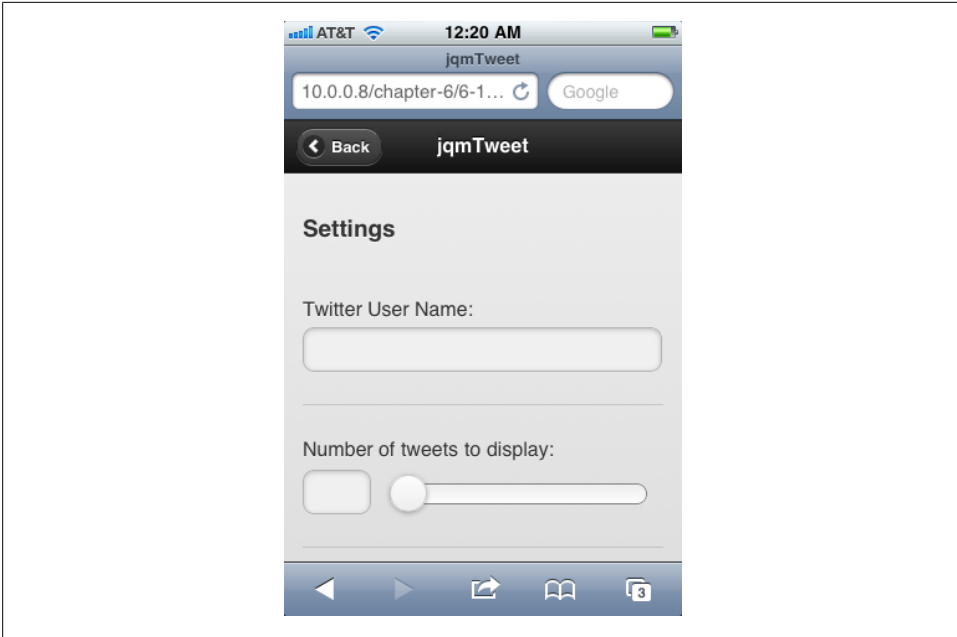 AT&T 12:20 AM
jqmTweet
10.0.0.8/chapter-6/6-1... Google
Back jqmTweet
Settings
Twitter User Name:
Number of tweets to display:
3